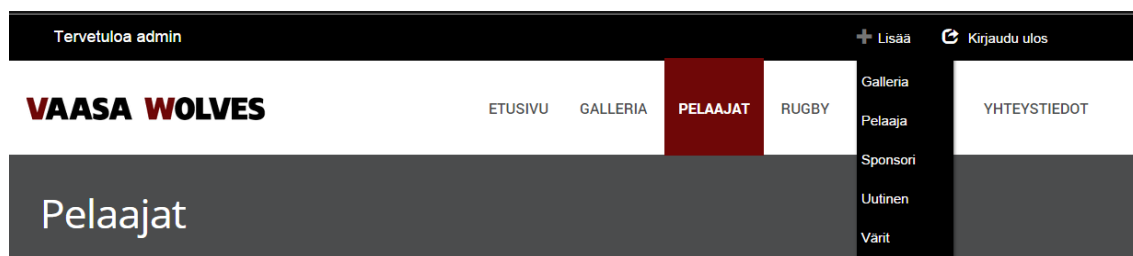 Tervetuloa admin
Lisää
Kirjaudu ulos
VAASA WOLVES
ETUSIVU
GALLERIA
PELAAJAT
RUGBY
YHTEYSTIEDOT
Galleria
Pelaaja
Sponsori
Uutinen
Värit
Pelaajat